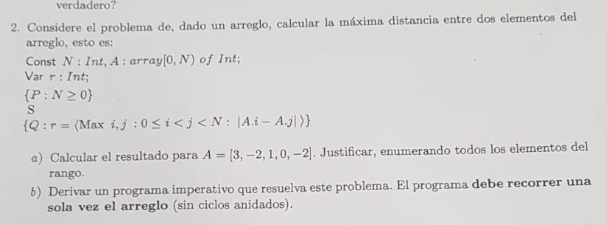 verdadero?
2. Considere el problema de, dado un arreglo, calcular la máxima distancia entre dos elementos del
arreglo, esto es:
Const N : Int, A : array[0, N) of Int;
Var r : Int;
{P : N ≥ 0}
S
{Q : r = ⟨Max i, j : 0 ≤ i < j < N : |A.i − A.j| ⟩}
a) Calcular el resultado para A = [3, −2, 1, 0, −2]. Justificar, enumerando todos los elementos del
rango.
b) Derivar un programa imperativo que resuelva este problema. El programa debe recorrer una
sola vez el arreglo (sin ciclos anidados).